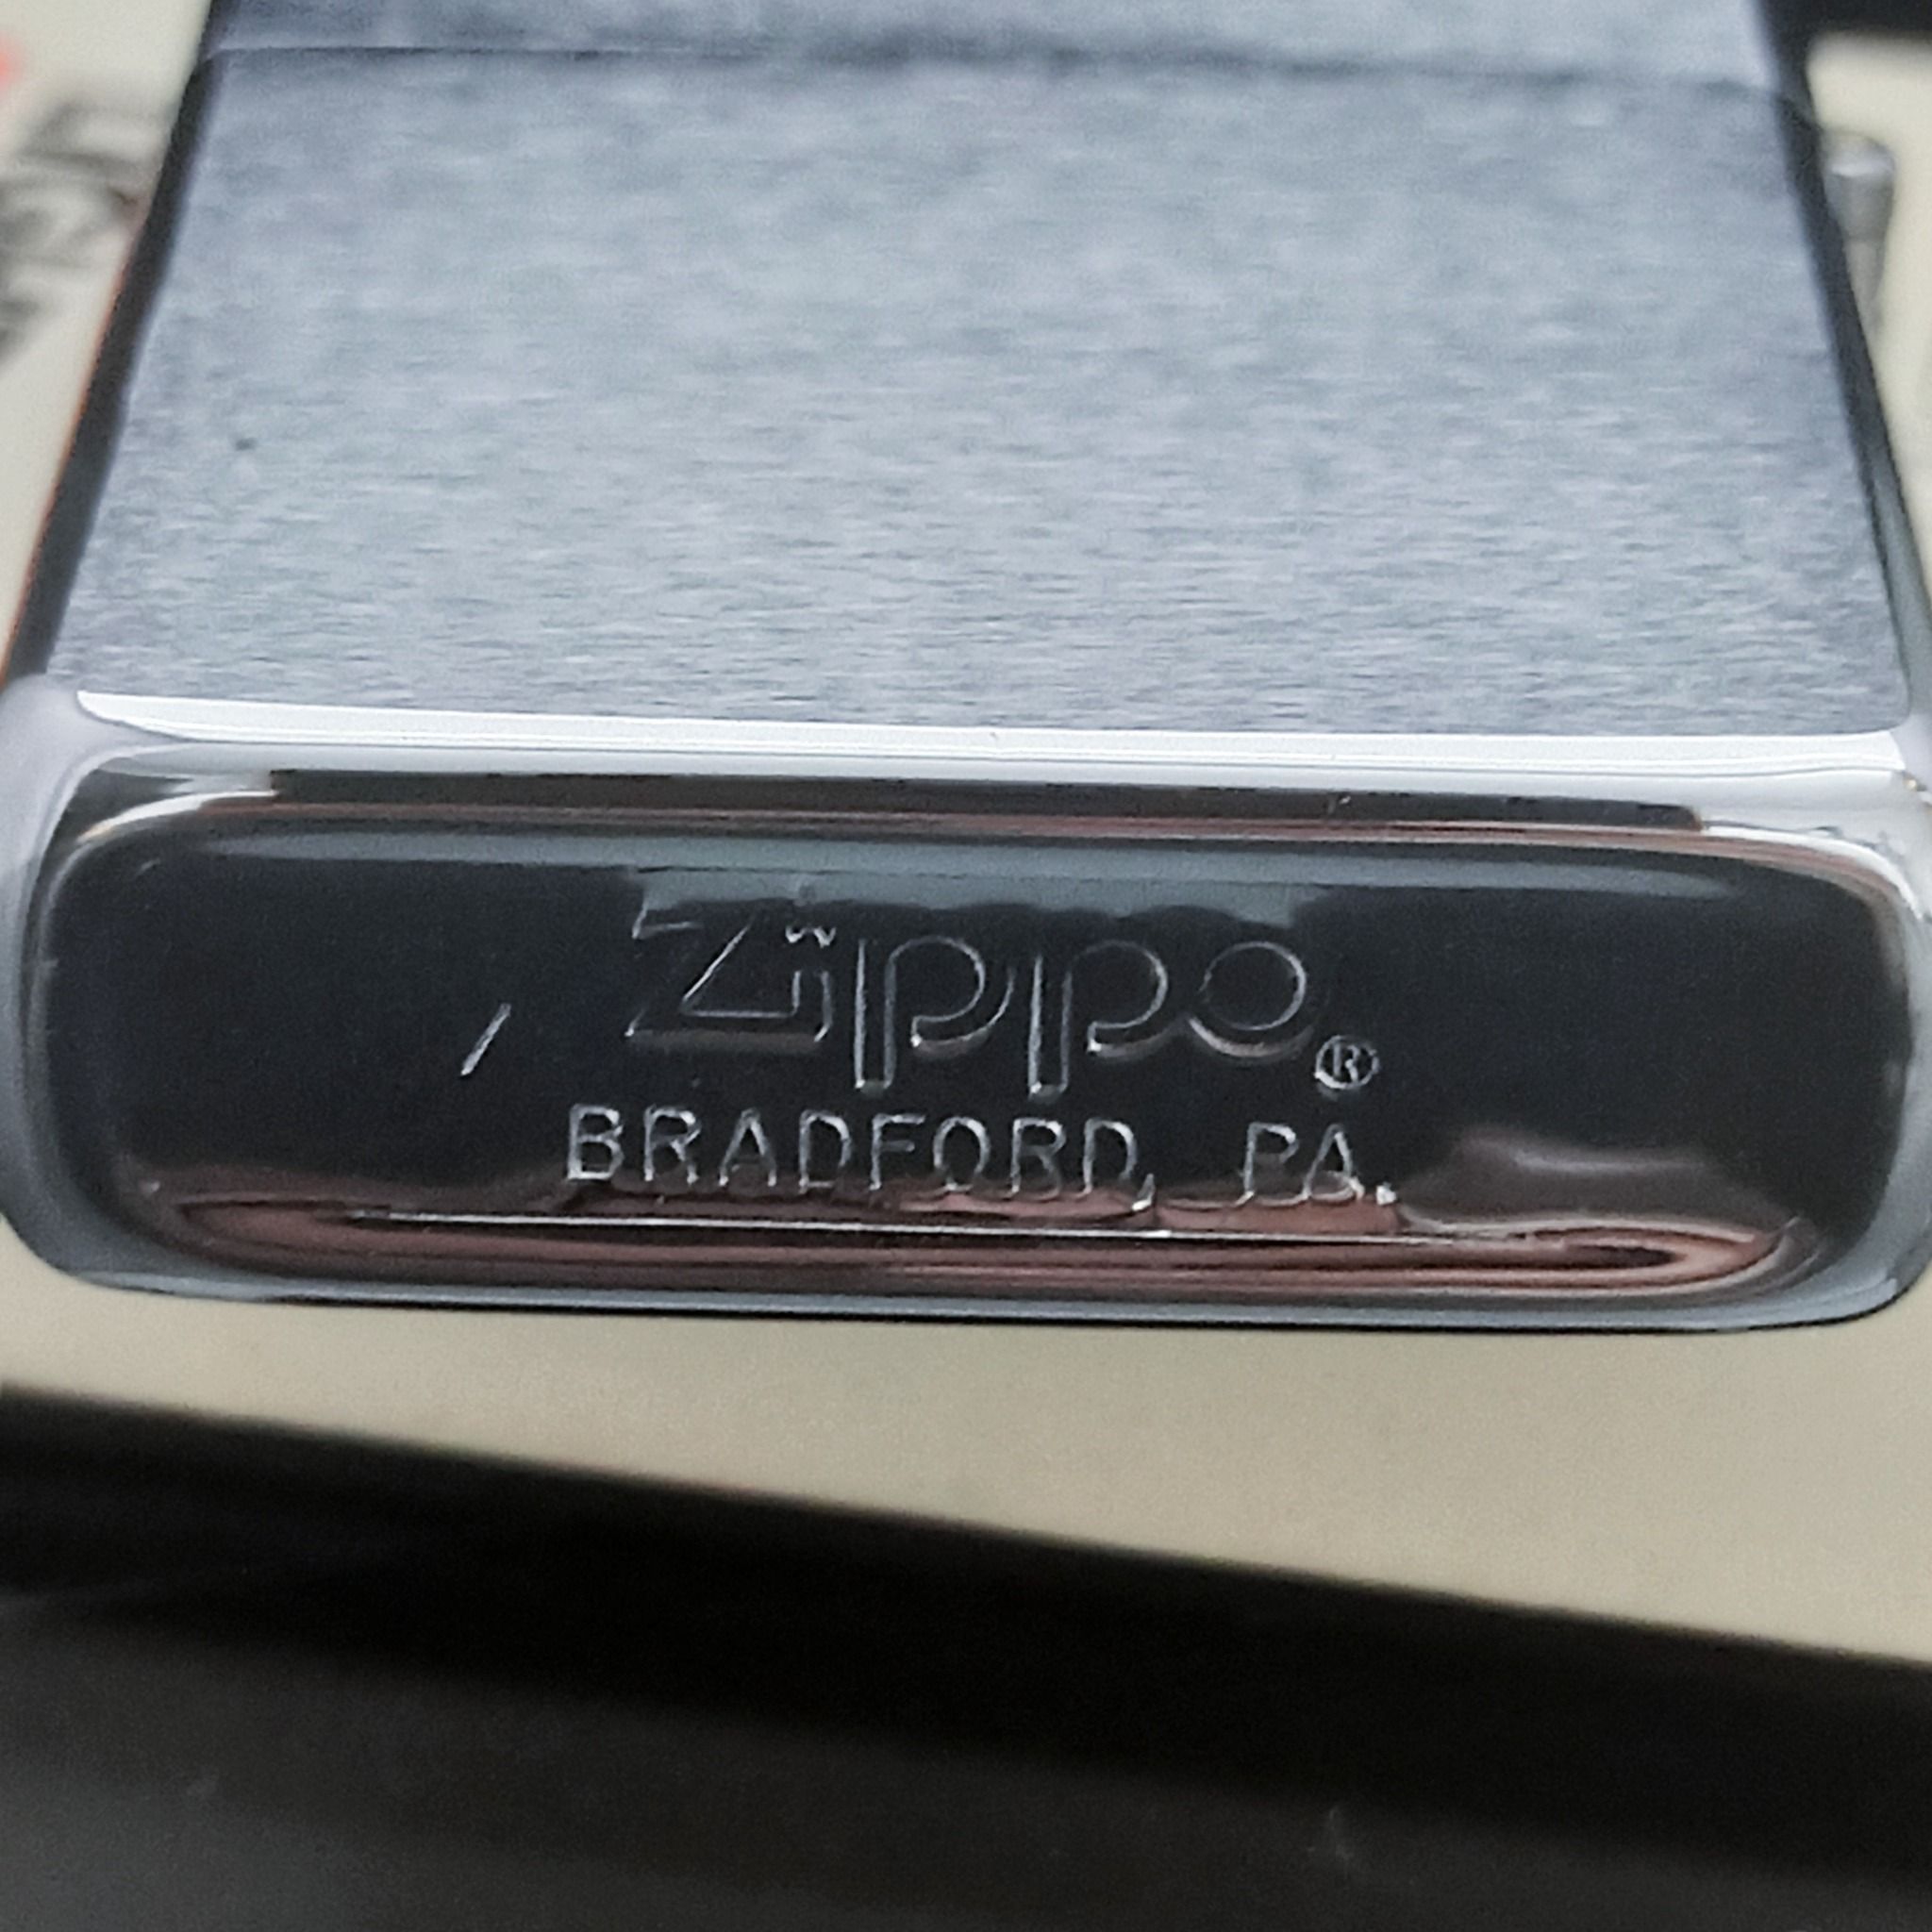 / Zippo®
BRADFORD, PA.